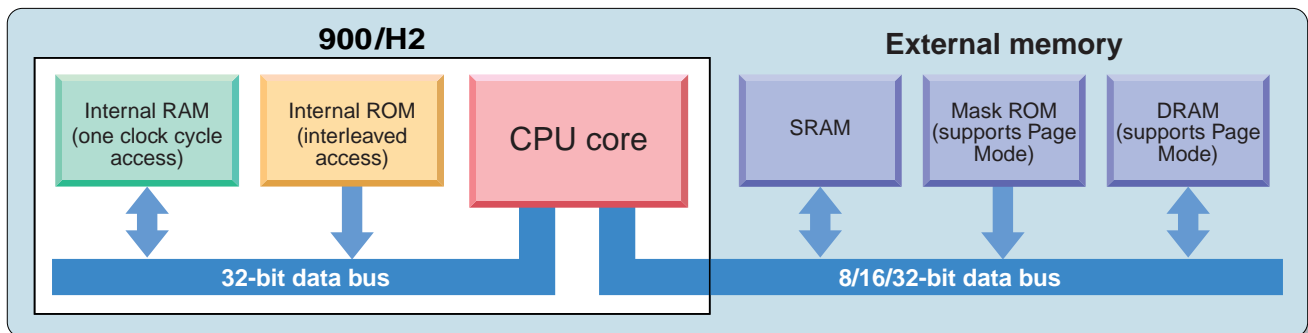 900/H2
External memory
Internal RAM
(one clock cycle
access)
Internal ROM
(interleaved
access)
CPU core
SRAM
Mask ROM
(supports Page
Mode)
DRAM
(supports Page
Mode)
32-bit data bus
8/16/32-bit data bus